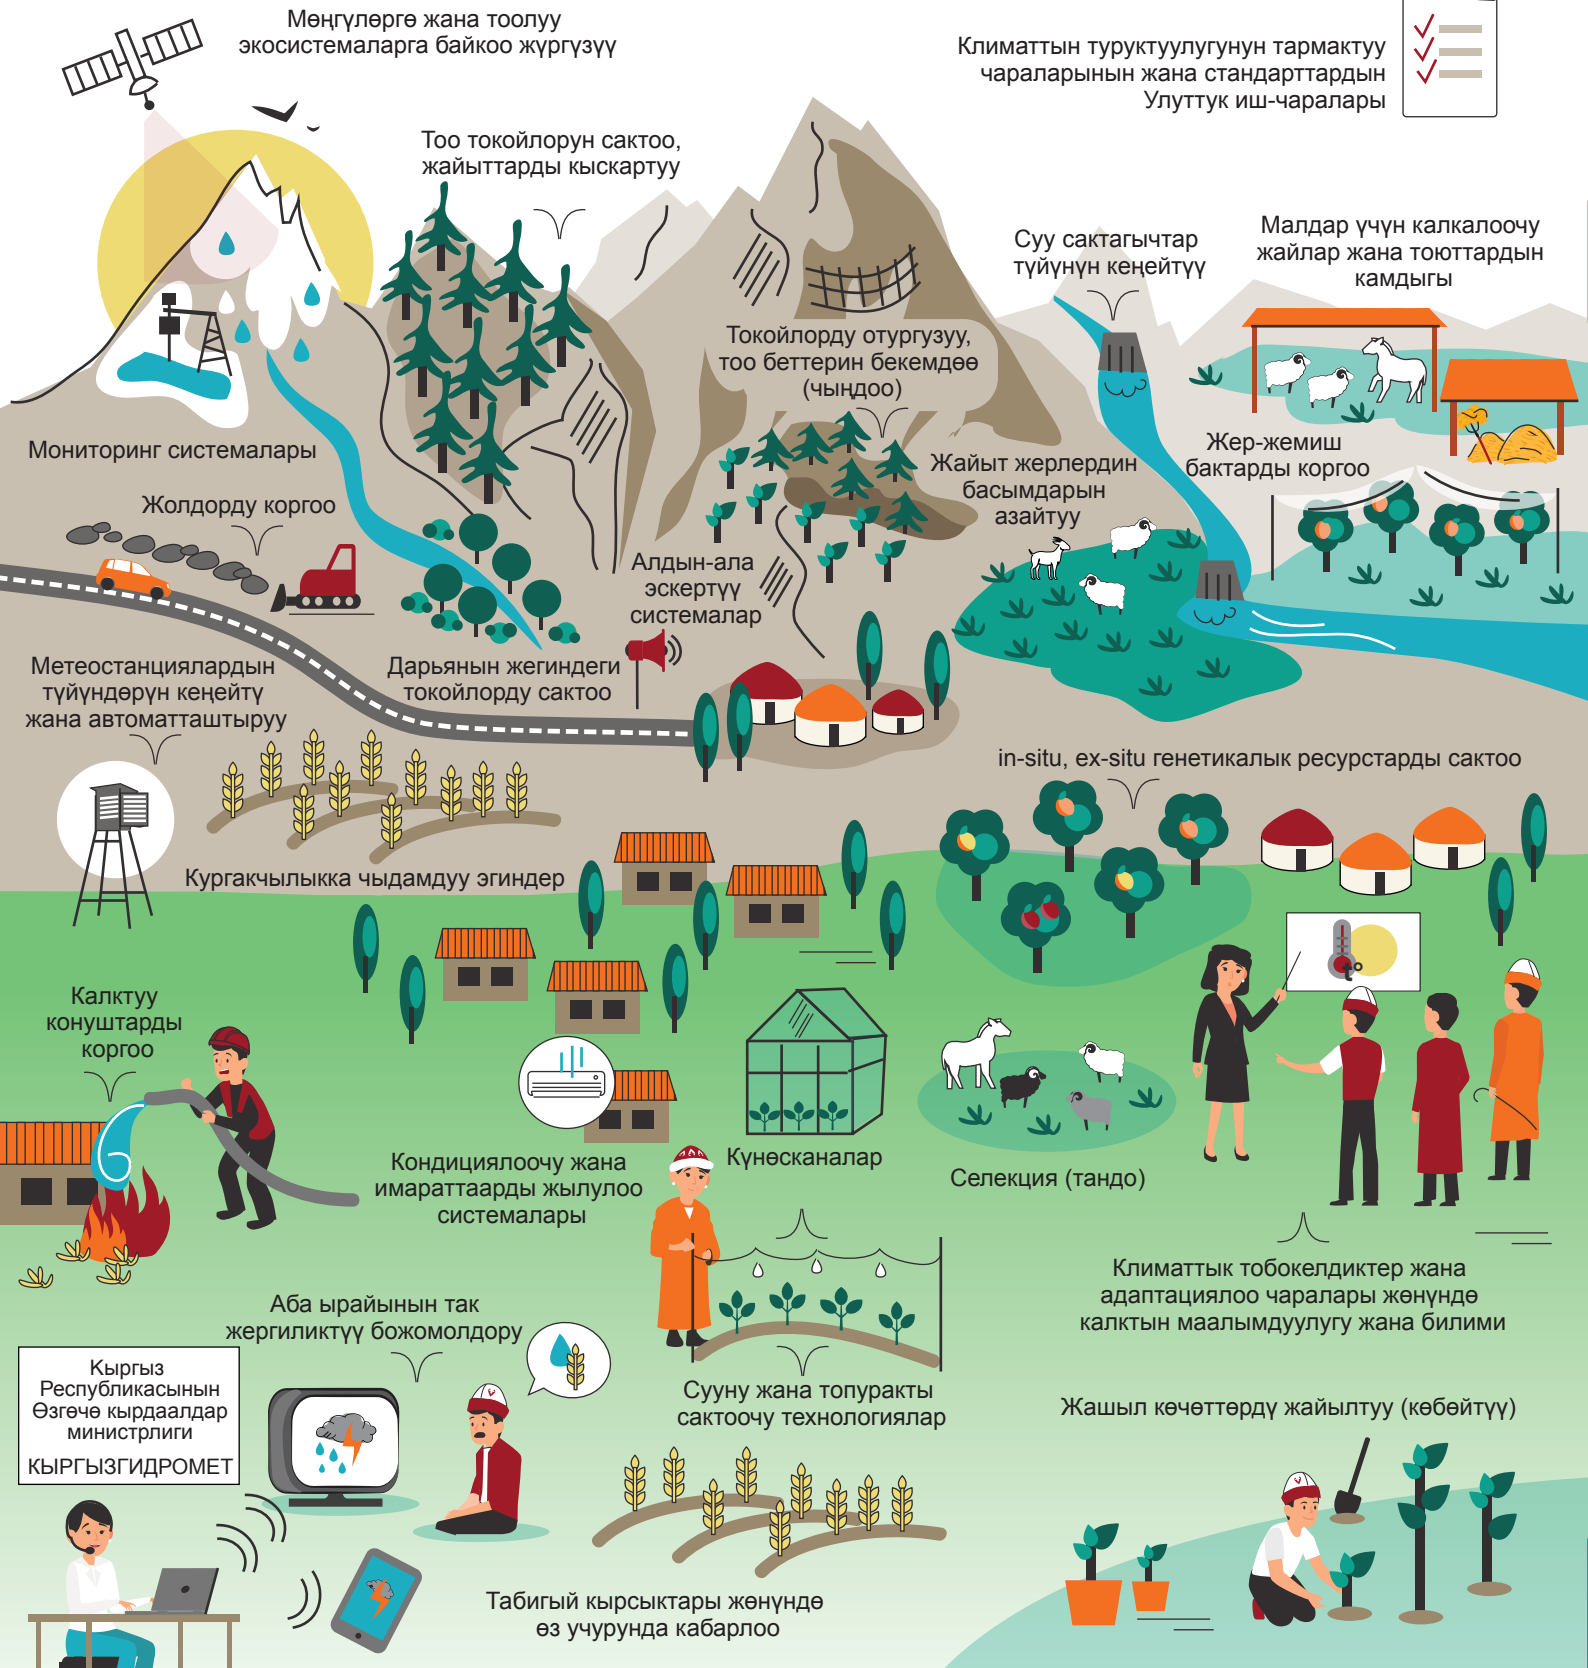 Мөңгүлөргө жана тоолуу
экосистемаларга байкоо жүргүзүү
Климаттын туруктуулугунун тармактуу
чараларынын жана стандарттардын
Улуттук иш-чаралары
Тоо токойлорун сактоо,
жайыттарды кыскартуу
Суу сактагычтар
түйүнүн кеңейтүү
Малдар үчүн калкалоочу
жайлар жана тоюттардын
камдыгы
Токойлорду отургузуу,
тоо беттерин бекемдөө
(чыңдоо)
Мониторинг системалары
Жайыт жерлердин
басымдарын
азайтуу
Жер-жемиш
бактарды коргоо
Жолдорду коргоо
Алдын-ала
эскертүү
системалар
Метеостанциялардын
түйүндөрүн кеңейтү
жана автоматташтыруу
Дарьянын жегиндеги
токойлорду сактоо
in-situ, ex-situ генетикалык ресурстарды сактоо
Кургакчылыкка чыдамдуу эгиндер
t°
Калктуу
конуштарды
коргоо
Кондициялоочу жана
имараттаарды жылулоо
системалары
Күнөсканалар
Селекция (тандо)
Климаттык тобокелдиктер жана
адаптациялоо чаралары жөнүндө
калктын маалымдуулугу жана билими
Аба ырайынын так
жергиликтүү божомолдору
Кыргыз
Республикасынын
Өзгөчө кырдаалдар
министрлиги
КЫРГЫЗГИДРОМЕТ
Сууну жана топуракты
сактоочу технологиялар
Жашыл көчөттөрдү жайылтуу (көбөйтүү)
Табигый кырсыктары жөнүндө
өз учурунда кабарлоо